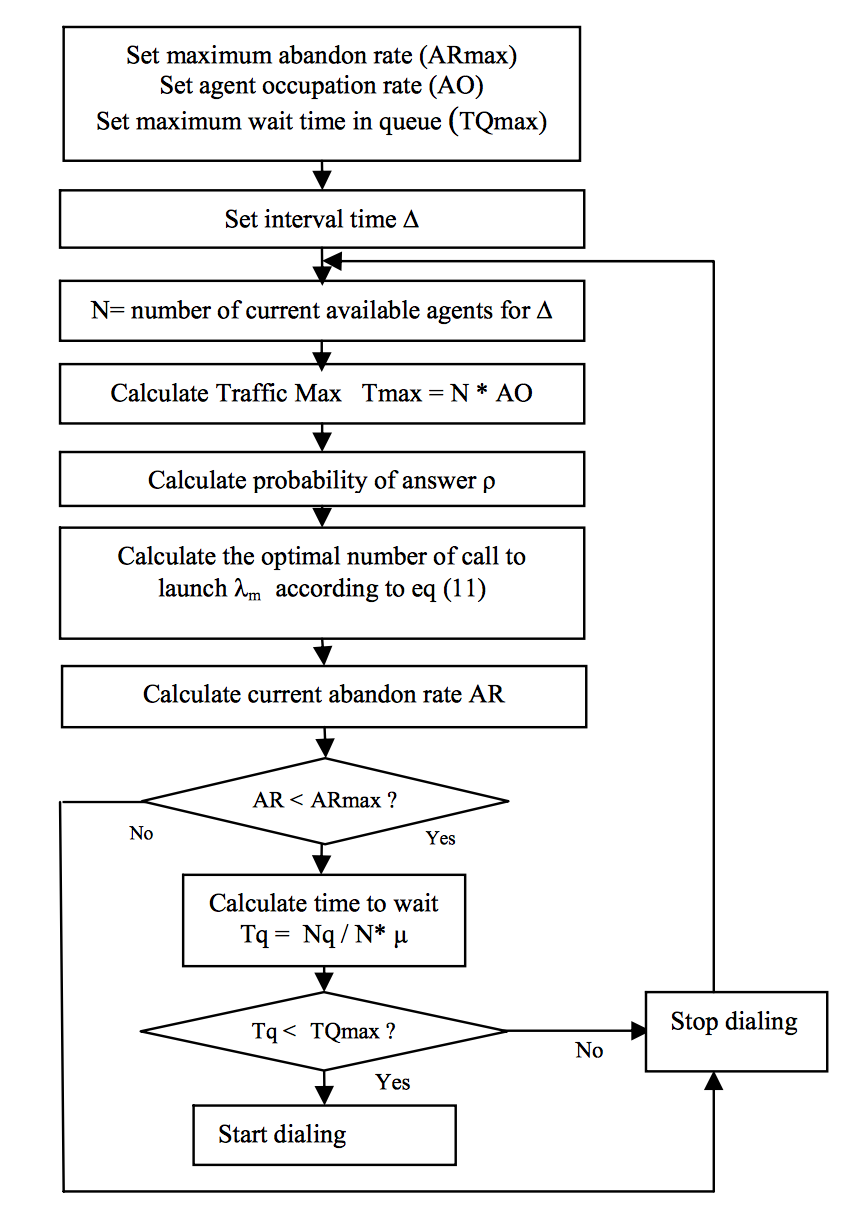 Set maximum abandon rate (ARmax)
Set agent occupation rate (AO)
Set maximum wait time in queue (TQmax)
Set interval time Δ
N= number of current available agents for Δ
Calculate Traffic Max Tmax = N * AO
Calculate probability of answer ρ
Calculate the optimal number of call to
launch λm according to eq (11)
Calculate current abandon rate AR
AR < ARmax ?
No
Yes
Calculate time to wait
Tq = Nq / N* μ
Tq < TQmax ?
No
Stop dialing
Yes
Start dialing